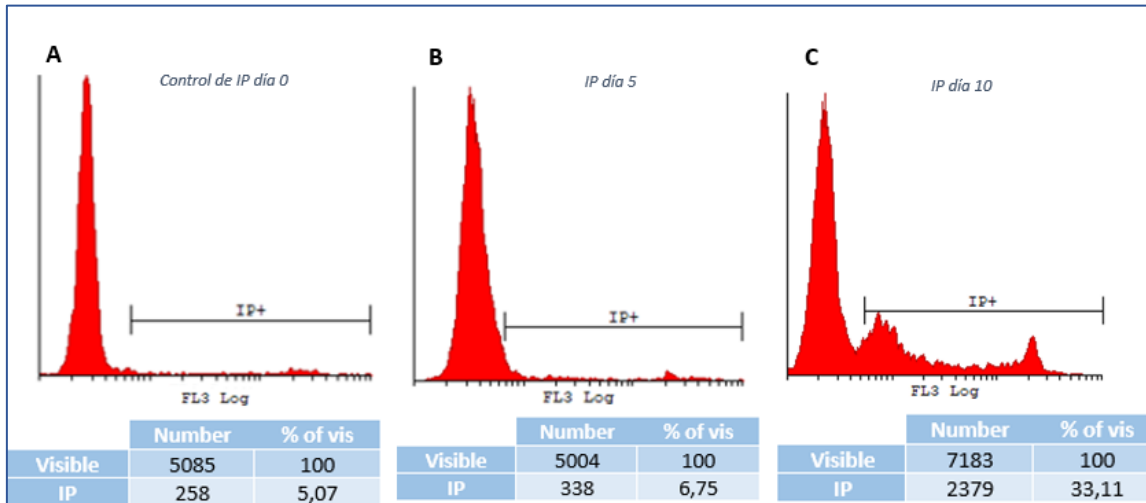 A
Control de IP día 0
IP+
FL3 Log
Number % of vis
Visible 5085 100
IP 258 5,07
B
IP día 5
IP+
FL3 Log
Number % of vis
Visible 5004 100
IP 338 6,75
C
IP día 10
IP+
FL3 Log
Number % of vis
Visible 7183 100
IP 2379 33,11